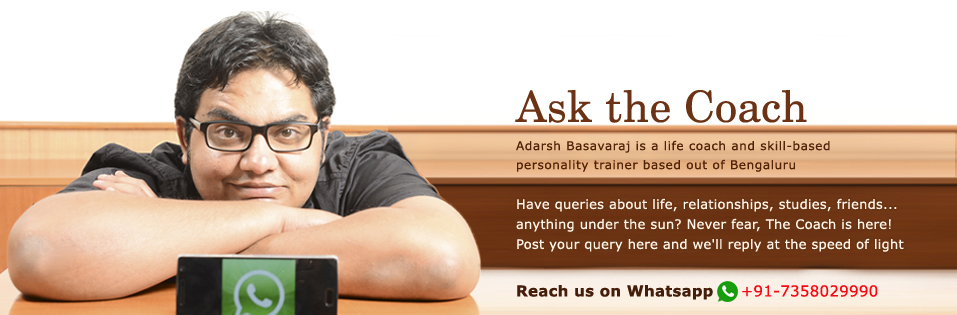 Ask the Coach
Adarsh Basavaraj is a life coach and skill-based
personality trainer based out of Bengaluru
Have queries about life, relationships, studies, friends...
anything under the sun? Never fear, The Coach is here!
Post your query here and we'll reply at the speed of light
Reach us on Whatsapp +91-7358029990